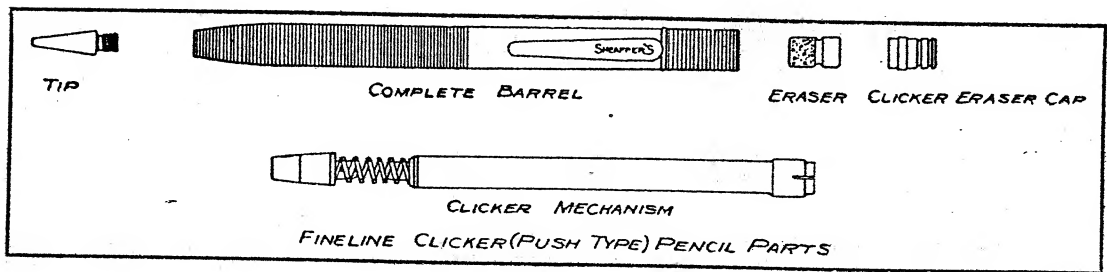 SHEAFFER'S
TIP
COMPLETE BARREL
ERASER
CLICKER ERASER CAP
CLICKER MECHANISM
FINELINE CLICKER (PUSH TYPE) PENCIL PARTS